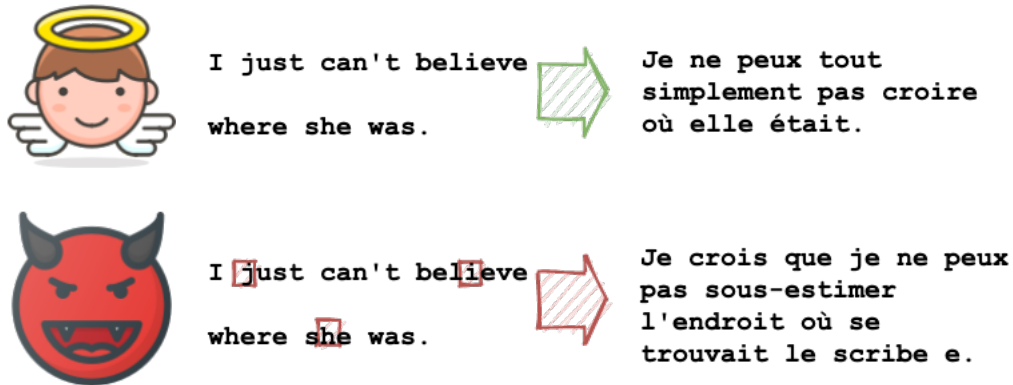 I just can't believe
where she was.
Je ne peux tout
simplement pas croire
où elle était.
I just can't believe
where she was.
Je crois que je ne peux
pas sous-estimer
l'endroit où se
trouvait le scribe e.